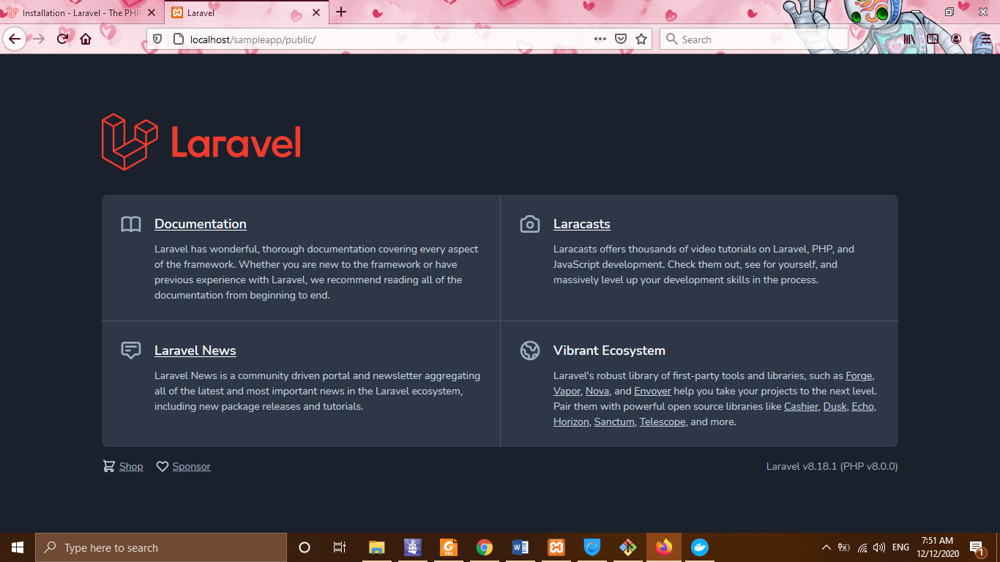 Installation - Laravel - The PHP
Laravel
localhost/sampleapp/public/
Search
Laravel
Documentation
Laravel has wonderful, thorough documentation covering every aspect
of the framework. Whether you are new to the framework or have
previous experience with Laravel, we recommend reading all of the
documentation from beginning to end.
Laracasts
Laracasts offers thousands of video tutorials on Laravel, PHP, and
JavaScript development. Check them out, see for yourself, and
massively level up your development skills in the process.
Laravel News
Laravel News is a community driven portal and newsletter aggregating
all of the latest and most important news in the Laravel ecosystem,
including new package releases and tutorials.
Vibrant Ecosystem
Laravel's robust library of first-party tools and libraries, such as Forge,
Vapor, Nova, and Envoyer help you take your projects to the next level.
Pair them with powerful open source libraries like Cashier, Dusk, Echo,
Horizon, Sanctum, Telescope, and more.
Shop
Sponsor
Laravel v8.18.1 (PHP v8.0.0)
Type here to search
ENG
7:51 AM
12/12/2020
1